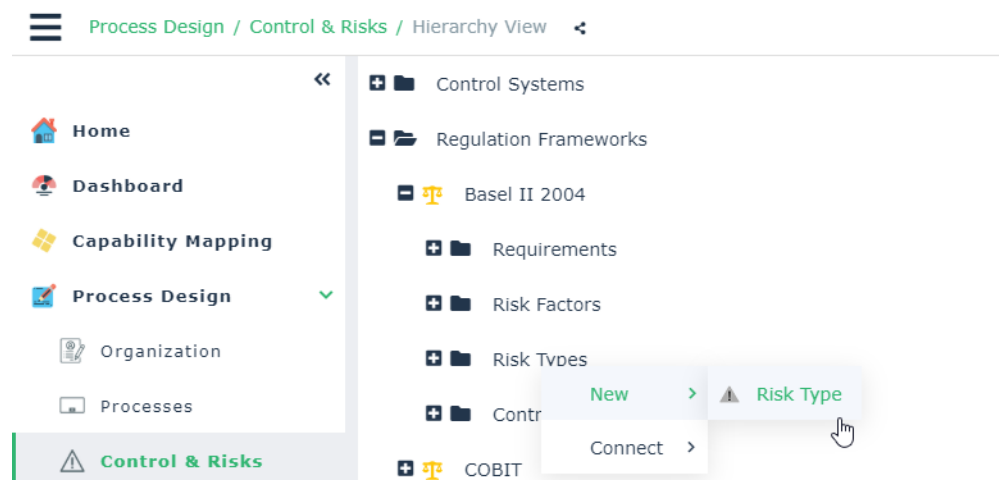 Process Design / Control & Risks / Hierarchy View
Home
Dashboard
Capability Mapping
Process Design
Organization
Processes
Control & Risks
Control Systems
Regulation Frameworks
Basel II 2004
Requirements
Risk Factors
Risk Types
Contr
COBIT
New
Connect
Risk Type